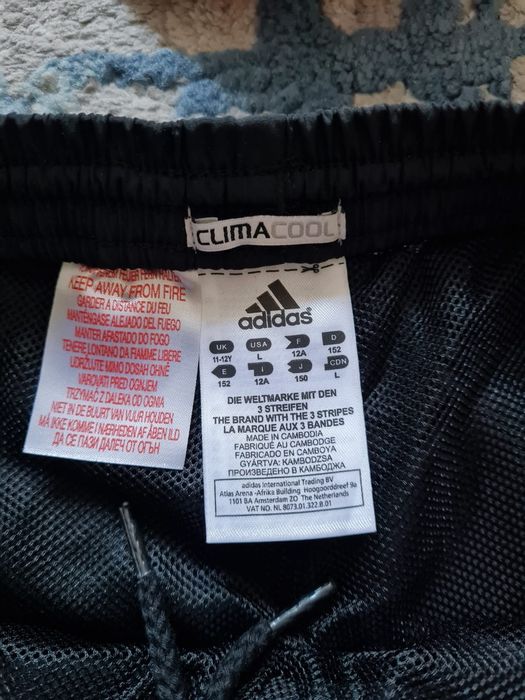 CLIMACOOL
KEEP AWAY FROM FIRE
GARDER A DISTANCE DU FEU
MANTÉNGASE ALEJADO DEL FUEGO
MANTER AFASTADO DO FOGO
TENERE LONTANO DA FIAMME LIBERE
UDRŽUJTE MIMO DOSAH OHNĚ
VAROVATI PRED OGNJEM
TRZYMAĆ Z DALEKA OD OGNIA
NIET IN DE BUURT VAN VUUR HOUDEN
MÅ IKKE KOMME I NÆRHEDEN AF ÅBEN ILD
ДА СЕ ПАЗИ ДАЛЕЧ ОТ ОГЪН
adidas
UK USA F D
11-12Y L 12A 152
E I J CDN
152 12A 150 L
DIE WELTMARKE MIT DEN
3 STREIFEN
THE BRAND WITH THE 3 STRIPES
LA MARQUE AUX 3 BANDES
MADE IN CAMBODIA
FABRIQUÉ AU CAMBODGE
FABRICADO EN CAMBOYA
GYÁRTVA: KAMBODZSA
ПРОИЗВЕДЕНО В КАМБОДЖА
adidas International Trading BV
Atlas Arena -Afrika Building Hoogoorddreef 9a
1101 BA Amsterdam ZO The Netherlands
VAT NO. NL 8073.01.322.B.01